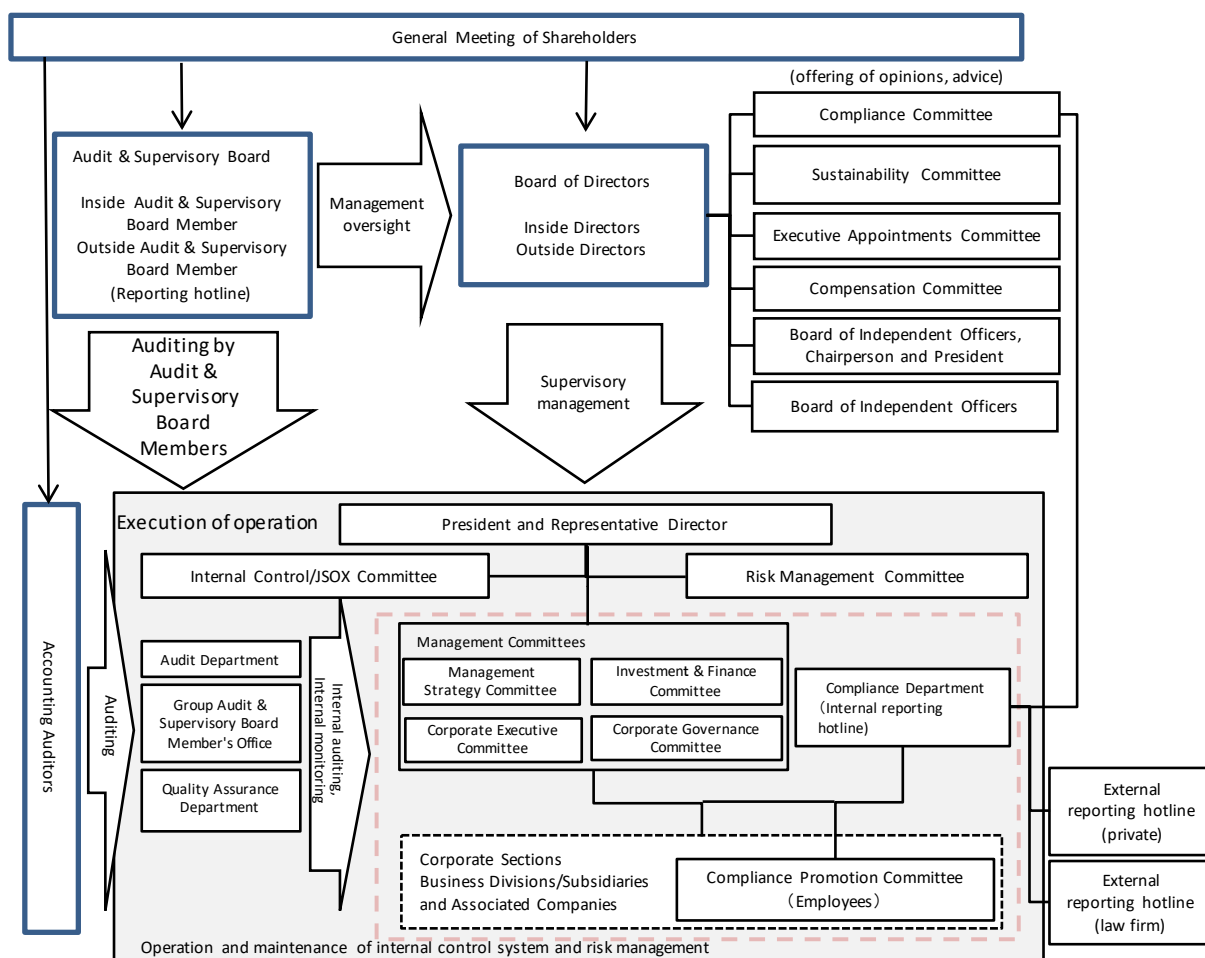 General Meeting of Shareholders
(offering of opinions, advice)
Audit & Supervisory Board
Inside Audit & Supervisory
Board Member
Outside Audit & Supervisory
Board Member
(Reporting hotline)
Management
oversight
Board of Directors
Inside Directors
Outside Directors
Compliance Committee
Sustainability Committee
Executive Appointments Committee
Compensation Committee
Board of Independent Officers,
Chairperson and President
Board of Independent Officers
Auditing by
Audit &
Supervisory
Board
Members
Supervisory
management
Accounting Auditors
Auditing
Execution of operation
President and Representative Director
Internal Control/JSOX Committee
Risk Management Committee
Audit Department
Group Audit &
Supervisory Board
Member's Office
Quality Assurance
Department
Internal auditing,
Internal monitoring
Management Committees
Management
Strategy Committee
Investment & Finance
Committee
Corporate Executive
Committee
Corporate Governance
Committee
Compliance Department
（Internal reporting
hotline)
Corporate Sections
Business Divisions/Subsidiaries
and Associated Companies
Compliance Promotion Committee
（Employees）
External
reporting hotline
(private)
External
reporting hotline
(law firm)
Operation and maintenance of internal control system and risk management